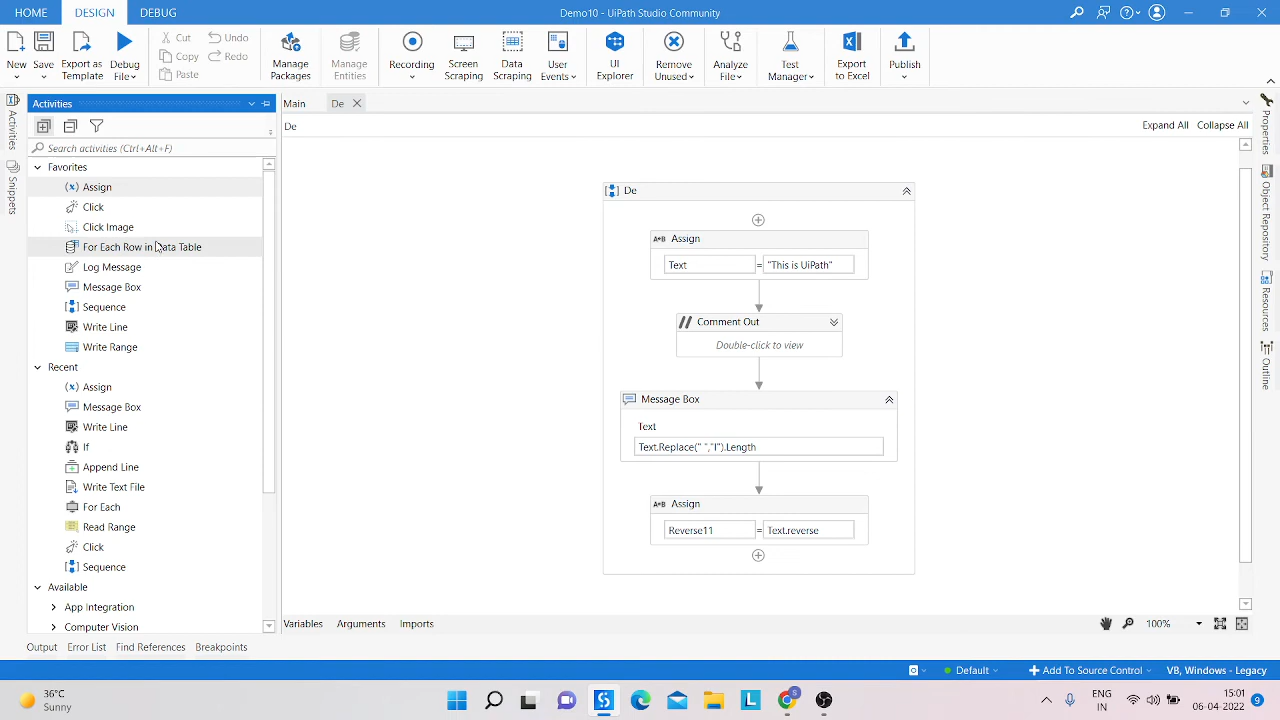 HOME DESIGN DEBUG Demo10 - UiPath Studio Community
New Save Export as Template Debug File Cut Copy Paste Undo Redo Manage Packages Manage Entities Recording Screen Scraping Data Scraping User Events UI Explorer Remove Unused Analyze File Test Manager Export to Excel Publish
Activities
Snippets
Activities
Search activities (Ctrl+Alt+F)
Favorites
Assign
Click
Click Image
For Each Row in Data Table
Log Message
Message Box
Sequence
Write Line
Write Range
Recent
Assign
Message Box
Write Line
If
Append Line
Write Text File
For Each
Read Range
Click
Sequence
Available
App Integration
Computer Vision
Main De
De Expand All Collapse All
De
A*B Assign
Text = "This is UiPath"
// Comment Out
Double-click to view
Message Box
Text
Text.Replace(" ","I").Length
A*B Assign
Reverse11 = Text.reverse
Properties
Object Repository
Resources
Outline
Variables Arguments Imports 100%
Output Error List Find References Breakpoints
Default Add To Source Control VB, Windows - Legacy
36°C
Sunny
ENG
IN
15:01
06-04-2022
9